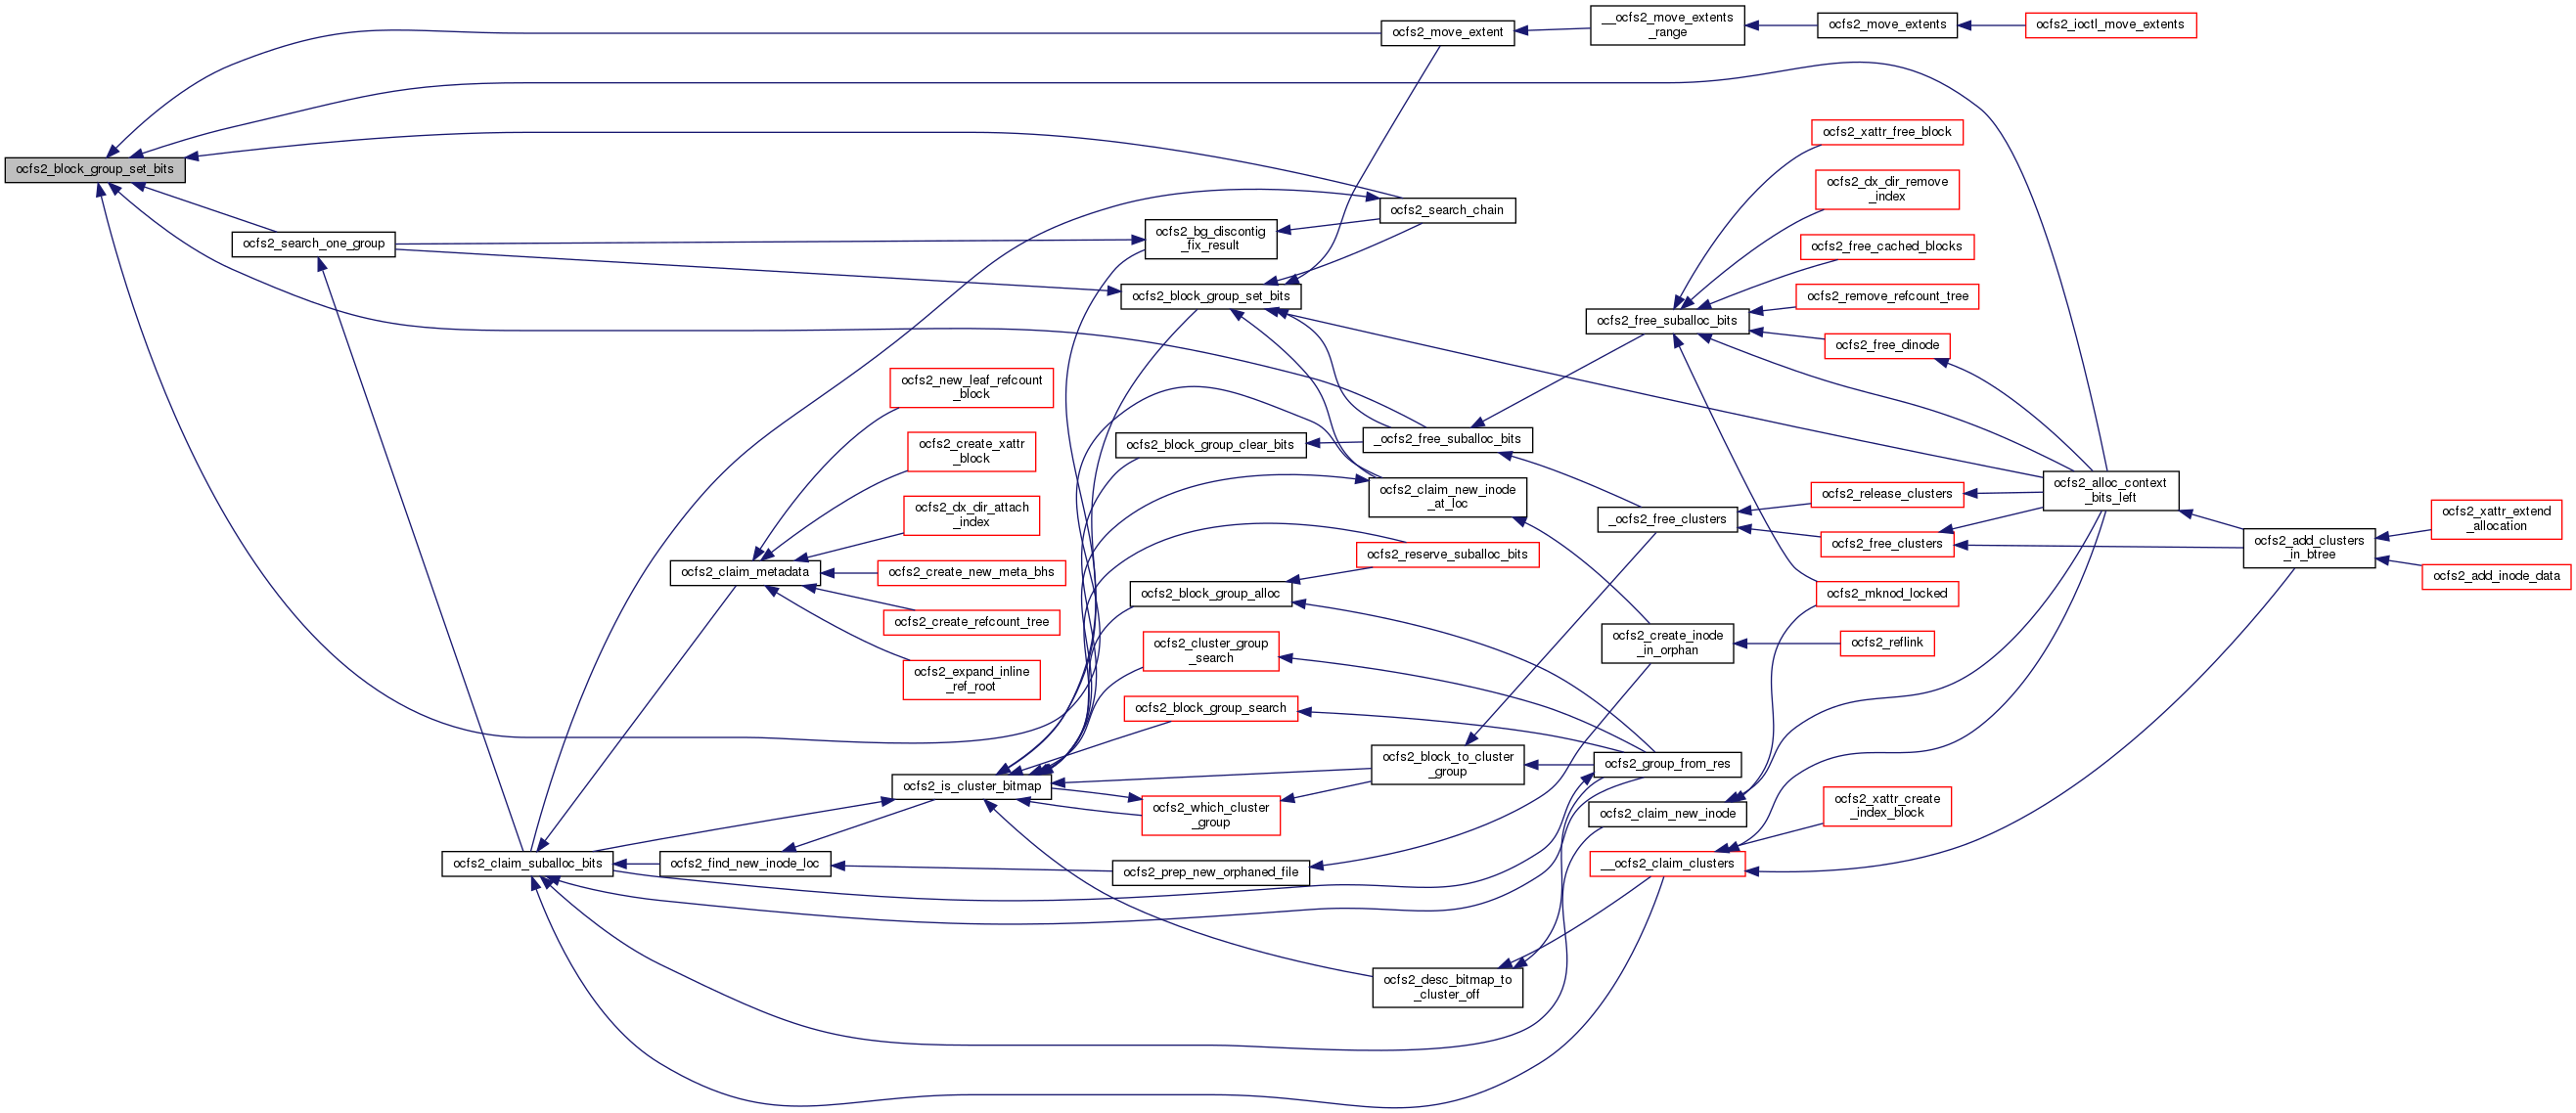 ocfs2_block_group_set_bits
ocfs2_search_one_group
ocfs2_claim_suballoc_bits
ocfs2_new_leaf_refcount
_block
ocfs2_create_xattr
_block
ocfs2_dx_dir_attach
_index
ocfs2_claim_metadata
ocfs2_create_new_meta_bhs
ocfs2_create_refcount_tree
ocfs2_expand_inline
_ref_root
ocfs2_is_cluster_bitmap
ocfs2_find_new_inode_loc
ocfs2_move_extent
__ocfs2_move_extents
_range
ocfs2_move_extents
ocfs2_ioctl_move_extents
ocfs2_search_chain
ocfs2_bg_discontig
_fix_result
ocfs2_block_group_set_bits
ocfs2_block_group_clear_bits
_ocfs2_free_suballoc_bits
ocfs2_claim_new_inode
_at_loc
ocfs2_reserve_suballoc_bits
ocfs2_block_group_alloc
ocfs2_cluster_group
_search
ocfs2_block_group_search
ocfs2_block_to_cluster
_group
ocfs2_which_cluster
_group
ocfs2_prep_new_orphaned_file
ocfs2_desc_bitmap_to
_cluster_off
ocfs2_free_suballoc_bits
_ocfs2_free_clusters
ocfs2_create_inode
_in_orphan
ocfs2_group_from_res
ocfs2_claim_new_inode
__ocfs2_claim_clusters
ocfs2_xattr_free_block
ocfs2_dx_dir_remove
_index
ocfs2_free_cached_blocks
ocfs2_remove_refcount_tree
ocfs2_free_dinode
ocfs2_release_clusters
ocfs2_free_clusters
ocfs2_mknod_locked
ocfs2_reflink
ocfs2_xattr_create
_index_block
ocfs2_alloc_context
_bits_left
ocfs2_add_clusters
_in_btree
ocfs2_xattr_extend
_allocation
ocfs2_add_inode_data